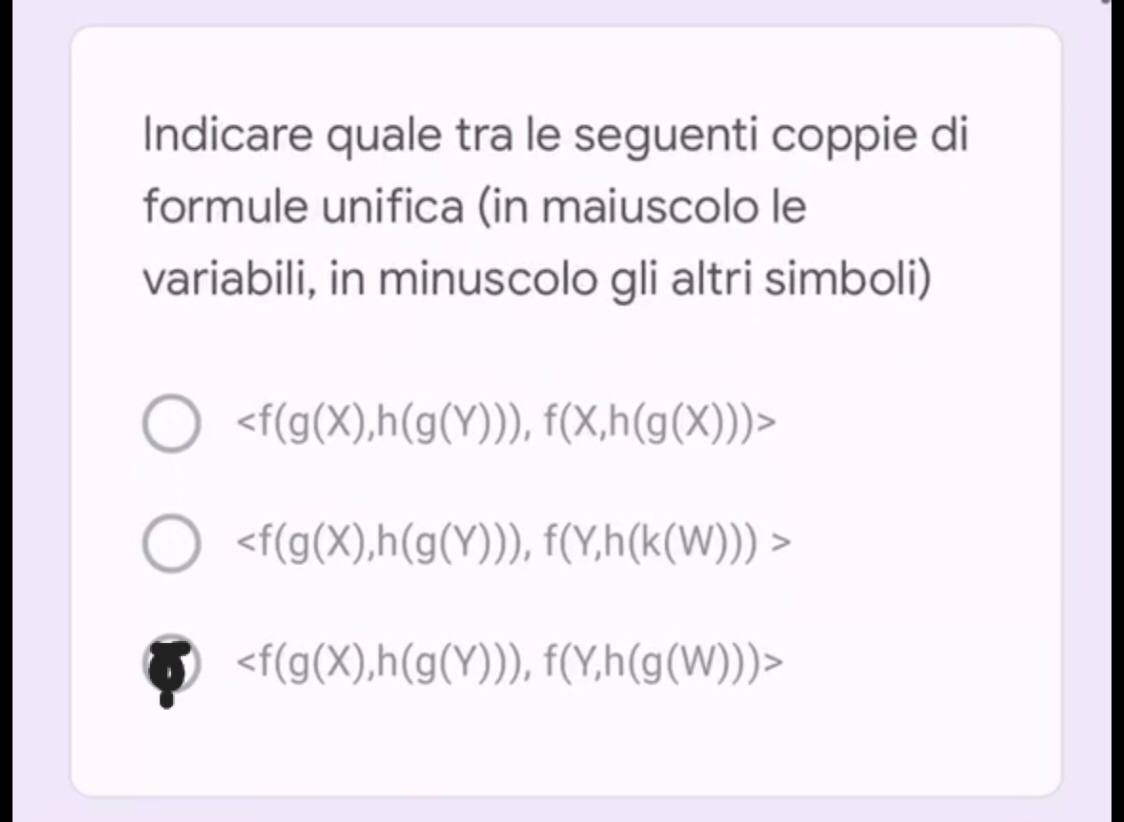 Indicare quale tra le seguenti coppie di
formule unifica (in maiuscolo le
variabili, in minuscolo gli altri simboli)
<f(g(X),h(g(Y))), f(X,h(g(X)))>
<f(g(X),h(g(Y))), f(Y,h(k(W))) >
<f(g(X),h(g(Y))), f(Y,h(g(W)))>